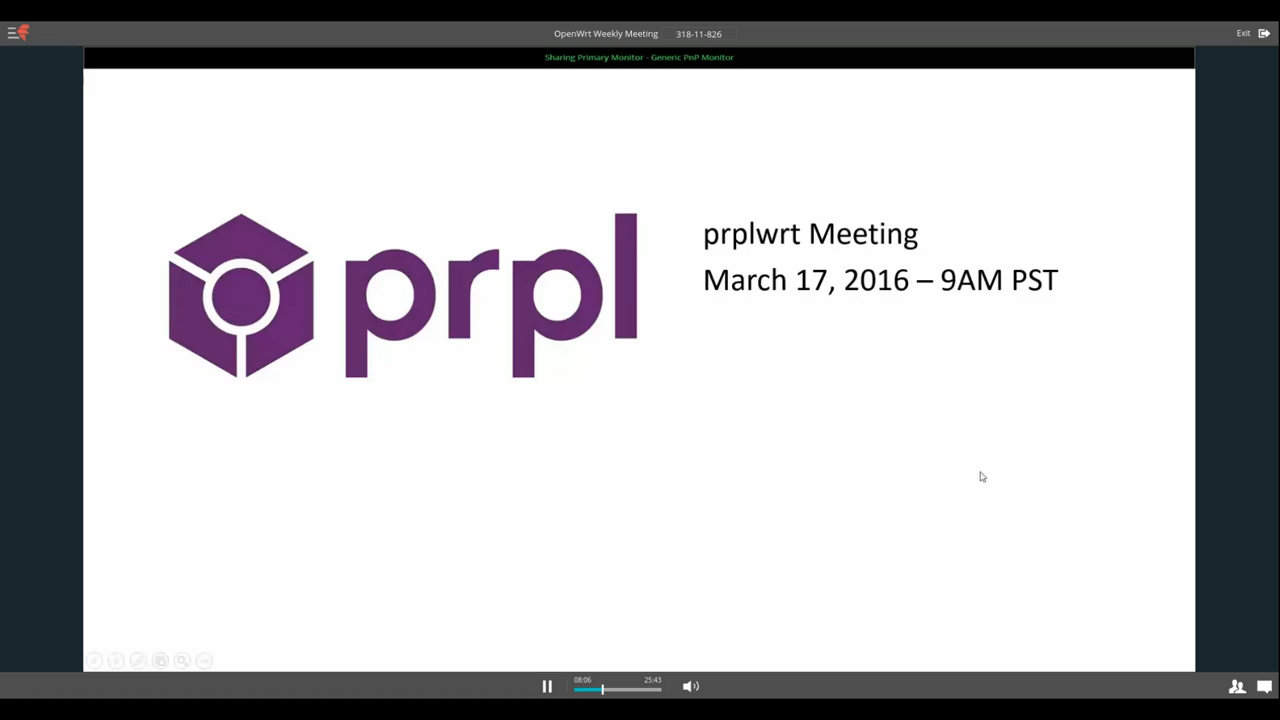 OpenWrt Weekly Meeting 318-11-826
Exit
Sharing Primary Monitor - Generic PnP Monitor
prpl
prplwrt Meeting
March 17, 2016 – 9AM PST
08:06 25:43